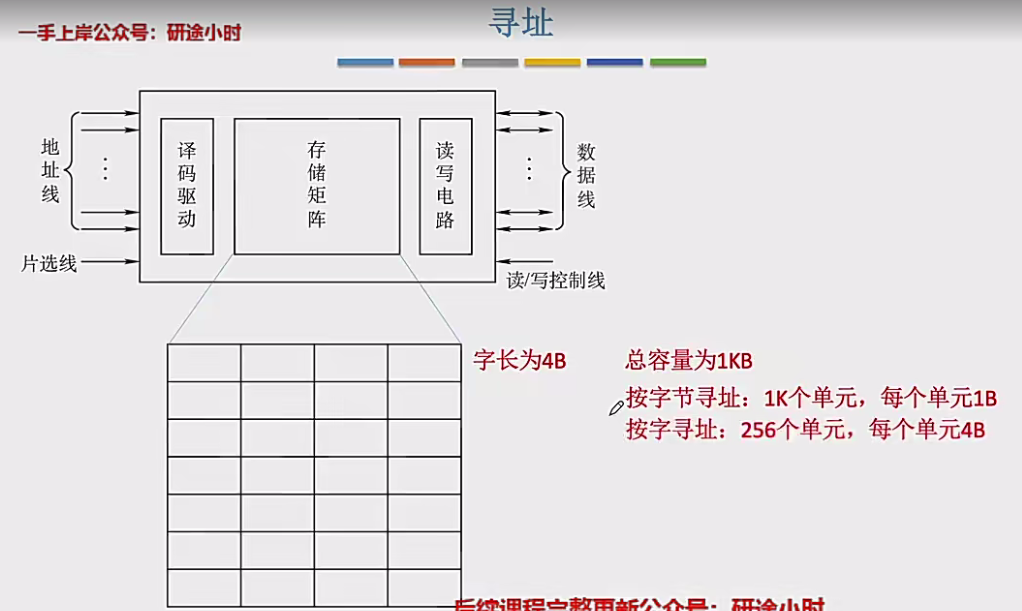 一手上岸公众号：研途小时
寻址
地址线
片选线
译码驱动
存储矩阵
读写电路
数据线
读/写控制线
字长为4B
总容量为1KB
按字节寻址：1K个单元，每个单元1B
按字寻址：256个单元，每个单元4B
后续课程完整更新公众号：研途小时